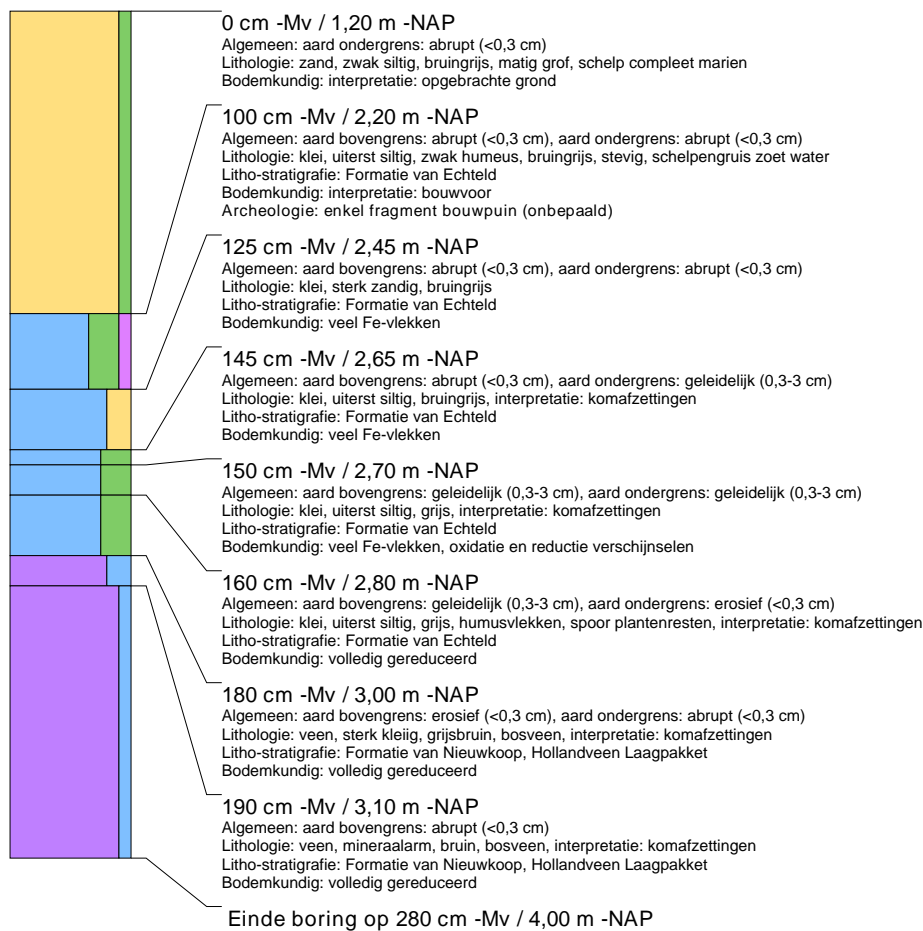 0 cm -Mv / 1,20 m -NAP
Algemeen: aard ondergrens: abrupt (<0,3 cm)
Lithologie: zand, zwak siltig, bruingrijs, matig grof, schelp compleet marien
Bodemkundig: interpretatie: opgebrachte grond
100 cm -Mv / 2,20 m -NAP
Algemeen: aard bovengrens: abrupt (<0,3 cm), aard ondergrens: abrupt (<0,3 cm)
Lithologie: klei, uiterst siltig, zwak humeus, bruingrijs, stevig, schelpengruis zoet water
Litho-stratigrafie: Formatie van Echteld
Bodemkundig: interpretatie: bouwvoor
Archeologie: enkel fragment bouwpuin (onbepaald)
125 cm -Mv / 2,45 m -NAP
Algemeen: aard bovengrens: abrupt (<0,3 cm), aard ondergrens: abrupt (<0,3 cm)
Lithologie: klei, sterk zandig, bruingrijs
Litho-stratigrafie: Formatie van Echteld
Bodemkundig: veel Fe-vlekken
145 cm -Mv / 2,65 m -NAP
Algemeen: aard bovengrens: abrupt (<0,3 cm), aard ondergrens: geleidelijk (0,3-3 cm)
Lithologie: klei, uiterst siltig, bruingrijs, interpretatie: komafzettingen
Litho-stratigrafie: Formatie van Echteld
Bodemkundig: veel Fe-vlekken
150 cm -Mv / 2,70 m -NAP
Algemeen: aard bovengrens: geleidelijk (0,3-3 cm), aard ondergrens: geleidelijk (0,3-3 cm)
Lithologie: klei, uiterst siltig, grijs, interpretatie: komafzettingen
Litho-stratigrafie: Formatie van Echteld
Bodemkundig: veel Fe-vlekken, oxidatie en reductie verschijnselen
160 cm -Mv / 2,80 m -NAP
Algemeen: aard bovengrens: geleidelijk (0,3-3 cm), aard ondergrens: erosief (<0,3 cm)
Lithologie: klei, uiterst siltig, grijs, humusvlekken, spoor plantenresten, interpretatie: komafzettingen
Litho-stratigrafie: Formatie van Echteld
Bodemkundig: volledig gereduceerd
180 cm -Mv / 3,00 m -NAP
Algemeen: aard bovengrens: erosief (<0,3 cm), aard ondergrens: abrupt (<0,3 cm)
Lithologie: veen, sterk kleiig, grijsbruin, bosveen, interpretatie: komafzettingen
Litho-stratigrafie: Formatie van Nieuwkoop, Hollandveen Laagpakket
Bodemkundig: volledig gereduceerd
190 cm -Mv / 3,10 m -NAP
Algemeen: aard bovengrens: abrupt (<0,3 cm)
Lithologie: veen, mineraalarm, bruin, bosveen, interpretatie: komafzettingen
Litho-stratigrafie: Formatie van Nieuwkoop, Hollandveen Laagpakket
Bodemkundig: volledig gereduceerd
Einde boring op 280 cm -Mv / 4,00 m -NAP